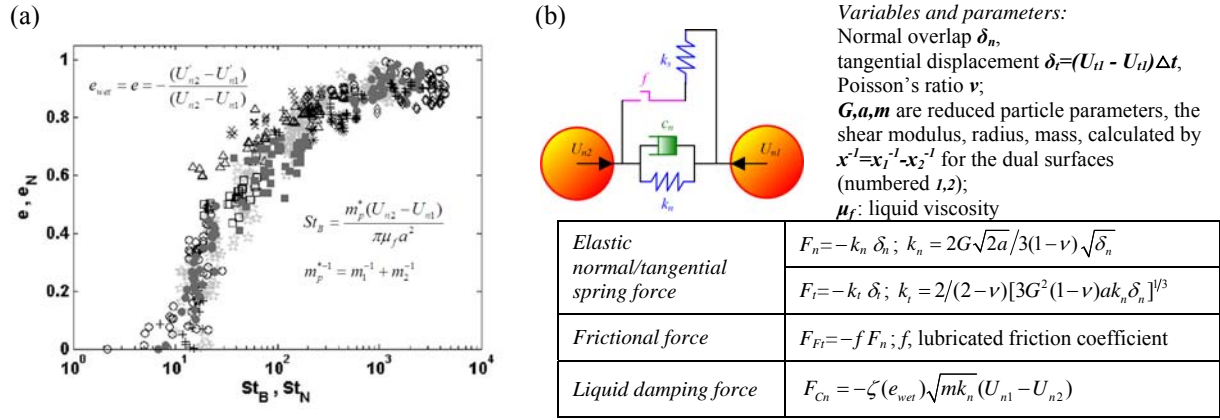 (a)
e_wet = e = - (U'_n2 - U'_n1) / (U_n2 - U_n1)
St_B = m_p^*(U_n2 - U_n1) / πμ_f a^2
m_p^*-1 = m_1^-1 + m_2^-1
e , e_N
1
0.8
0.6
0.4
0.2
0
10^0
10^1
10^2
10^3
10^4
St_B, St_N
(b)
k_s
f
c_n
U_n2
U_n1
k_n
Variables and parameters:
Normal overlap δ_n,
tangential displacement δ_t=(U_t1 - U_t1)△t,
Poisson's ratio ν;
G,a,m are reduced particle parameters, the
shear modulus, radius, mass, calculated by
x^-1=x_1^-1-x_2^-1 for the dual surfaces
(numbered 1,2);
μ_f: liquid viscosity
Elastic
normal/tangential
spring force
F_n=-k_n δ_n; k_n = 2G√2a/3(1-ν)√δ_n
F_t=-k_t δ_t; k_t = 2/(2-ν)[3G^2(1-ν)ak_nδ_n]^1/3
Frictional force
F_Ft=-f F_n; f, lubricated friction coefficient
Liquid damping force
F_Cn = -ζ(e_wet)√mk_n(U_n1 - U_n2)